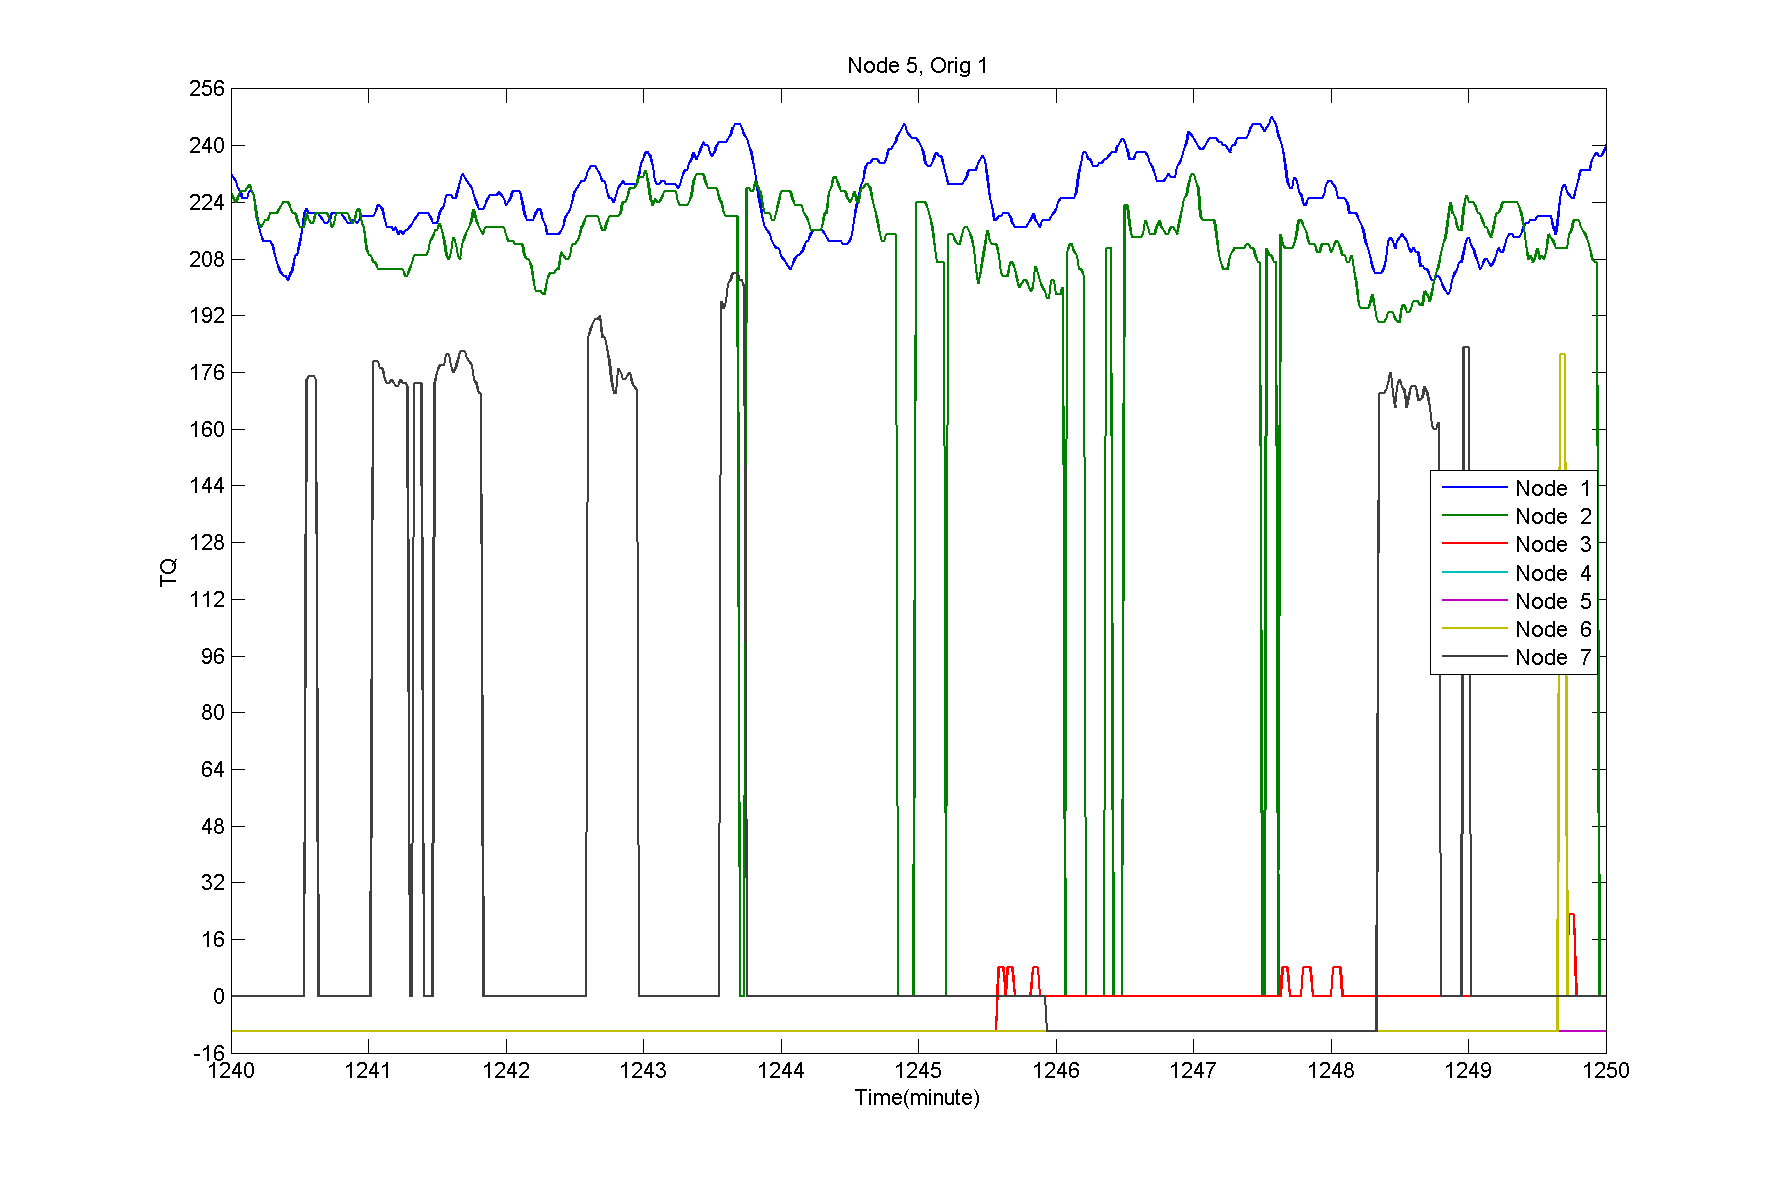 Node 5, Orig 1
256
240
224
208
192
176
160
144
128
112
96
80
64
48
32
16
0
-16
TQ
Node 1
Node 2
Node 3
Node 4
Node 5
Node 6
Node 7
1240 1241 1242 1243 1244 1245 1246 1247 1248 1249 1250
Time(minute)